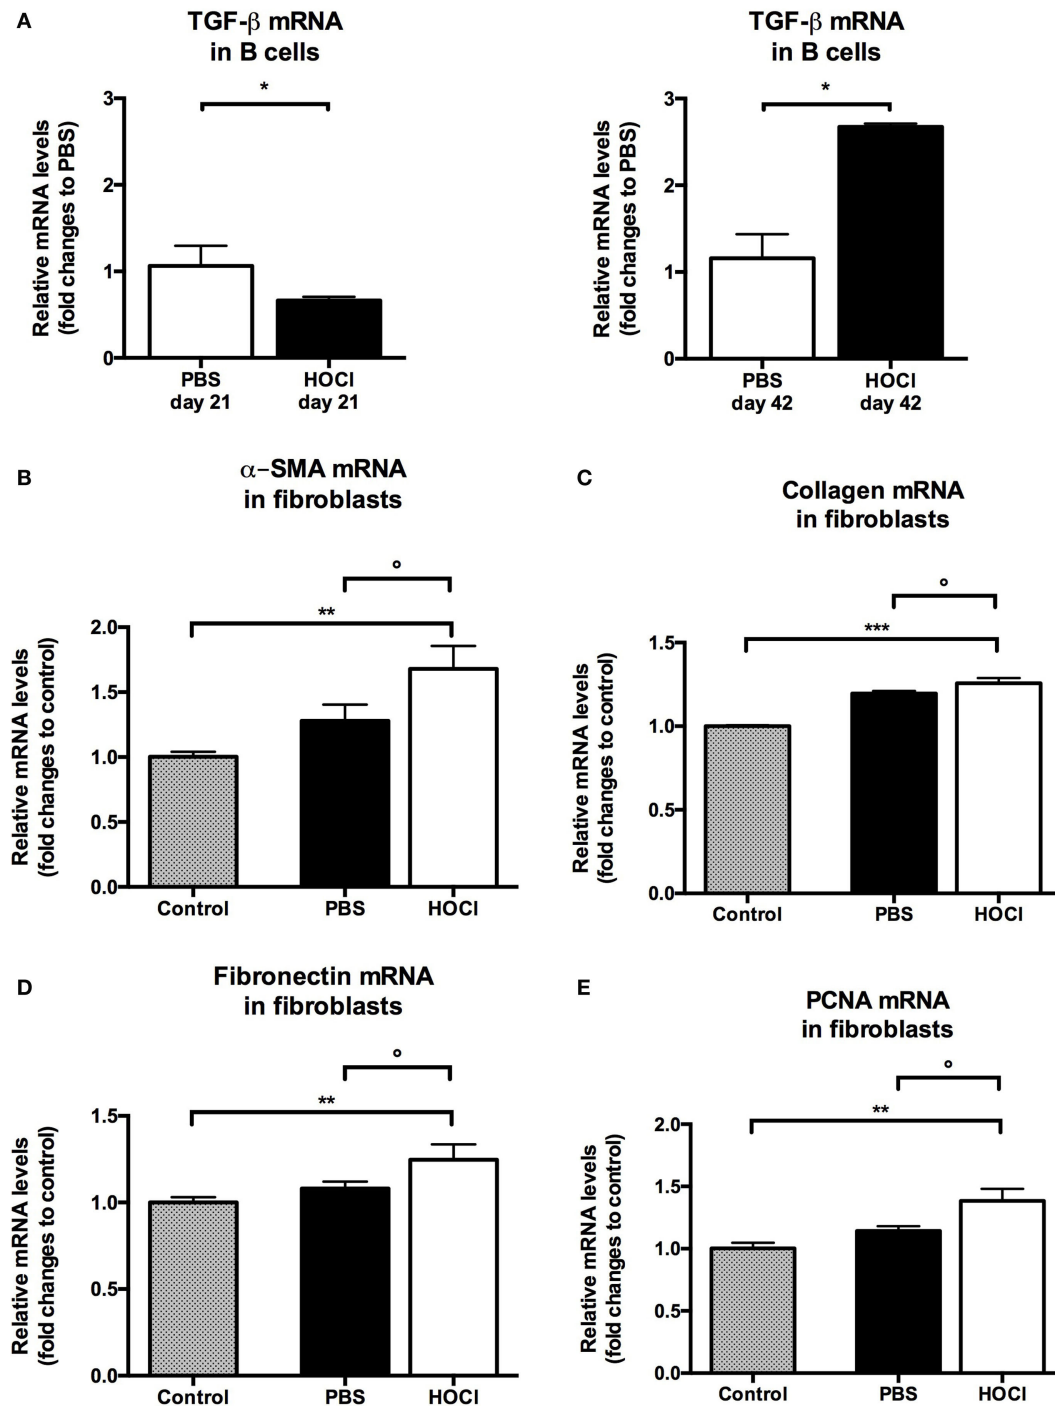 A
TGF-β mRNA
in B cells
*
Relative mRNA levels
(fold changes to PBS)
3
2
1
0
PBS
day 21
HOCl
day 21
TGF-β mRNA
in B cells
*
Relative mRNA levels
(fold changes to PBS)
3
2
1
0
PBS
day 42
HOCl
day 42
B
α-SMA mRNA
in fibroblasts
°
**
Relative mRNA levels
(fold changes to control)
2.0
1.5
1.0
0.5
0.0
Control
PBS
HOCl
C
Collagen mRNA
in fibroblasts
°
***
Relative mRNA levels
(fold changes to control)
1.5
1.0
0.5
0.0
Control
PBS
HOCl
D
Fibronectin mRNA
in fibroblasts
°
**
Relative mRNA levels
(fold changes to control)
1.5
1.0
0.5
0.0
Control
PBS
HOCl
E
PCNA mRNA
in fibroblasts
°
**
Relative mRNA levels
(fold changes to control)
2.0
1.5
1.0
0.5
0.0
Control
PBS
HOCl